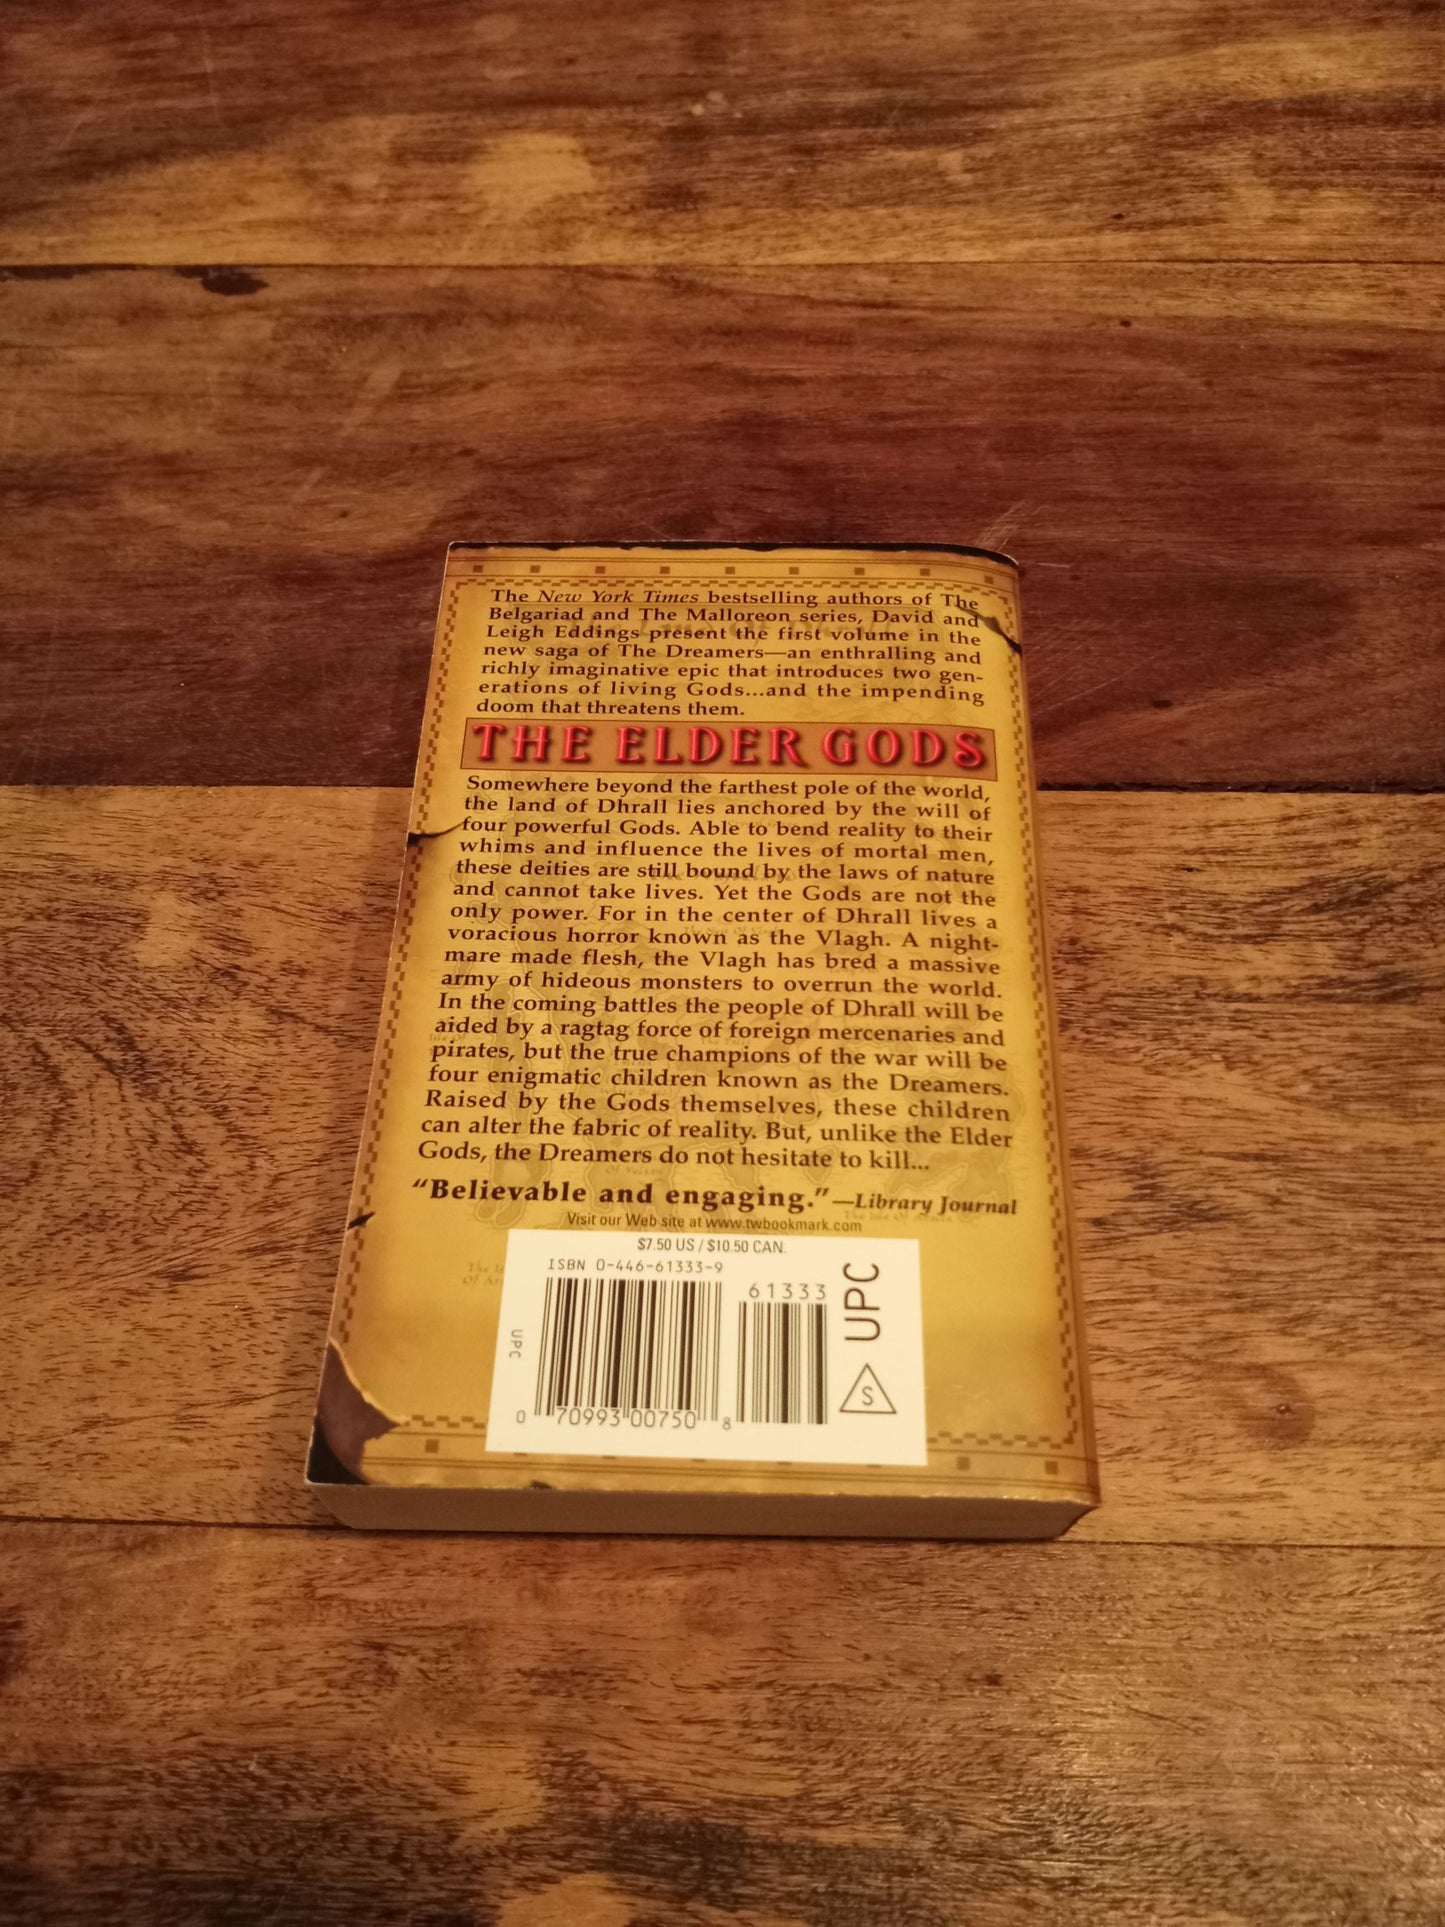 The New York Times bestselling authors of The
Belgariad and The Malloreon series, David and
Leigh Eddings present the first volume in the
new saga of The Dreamers—an enthralling and
richly imaginative epic that introduces two gen-
erations of living Gods...and the impending
doom that threatens them.
THE ELDER GODS
Somewhere beyond the farthest pole of the world,
the land of Dhrall lies anchored by the will of
four powerful Gods. Able to bend reality to their
whims and influence the lives of mortal men,
these deities are still bound by the laws of nature
and cannot take lives. Yet the Gods are not the
only power. For in the center of Dhrall lives a
voracious horror known as the Vlagh. A night-
mare made flesh, the Vlagh has bred a massive
army of hideous monsters to overrun the world.
In the coming battles the people of Dhrall will be
aided by a ragtag force of foreign mercenaries and
pirates, but the true champions of the war will be
four enigmatic children known as the Dreamers.
Raised by the Gods themselves, these children
can alter the fabric of reality. But, unlike the Elder
Gods, the Dreamers do not hesitate to kill...
"Believable and engaging."—Library Journal
Visit our Web site at www.twbookmark.com
$7.50 US / $10.50 CAN.
ISBN 0-446-61333-9
61333
UPC
UPC
S
0 70993 00750 8